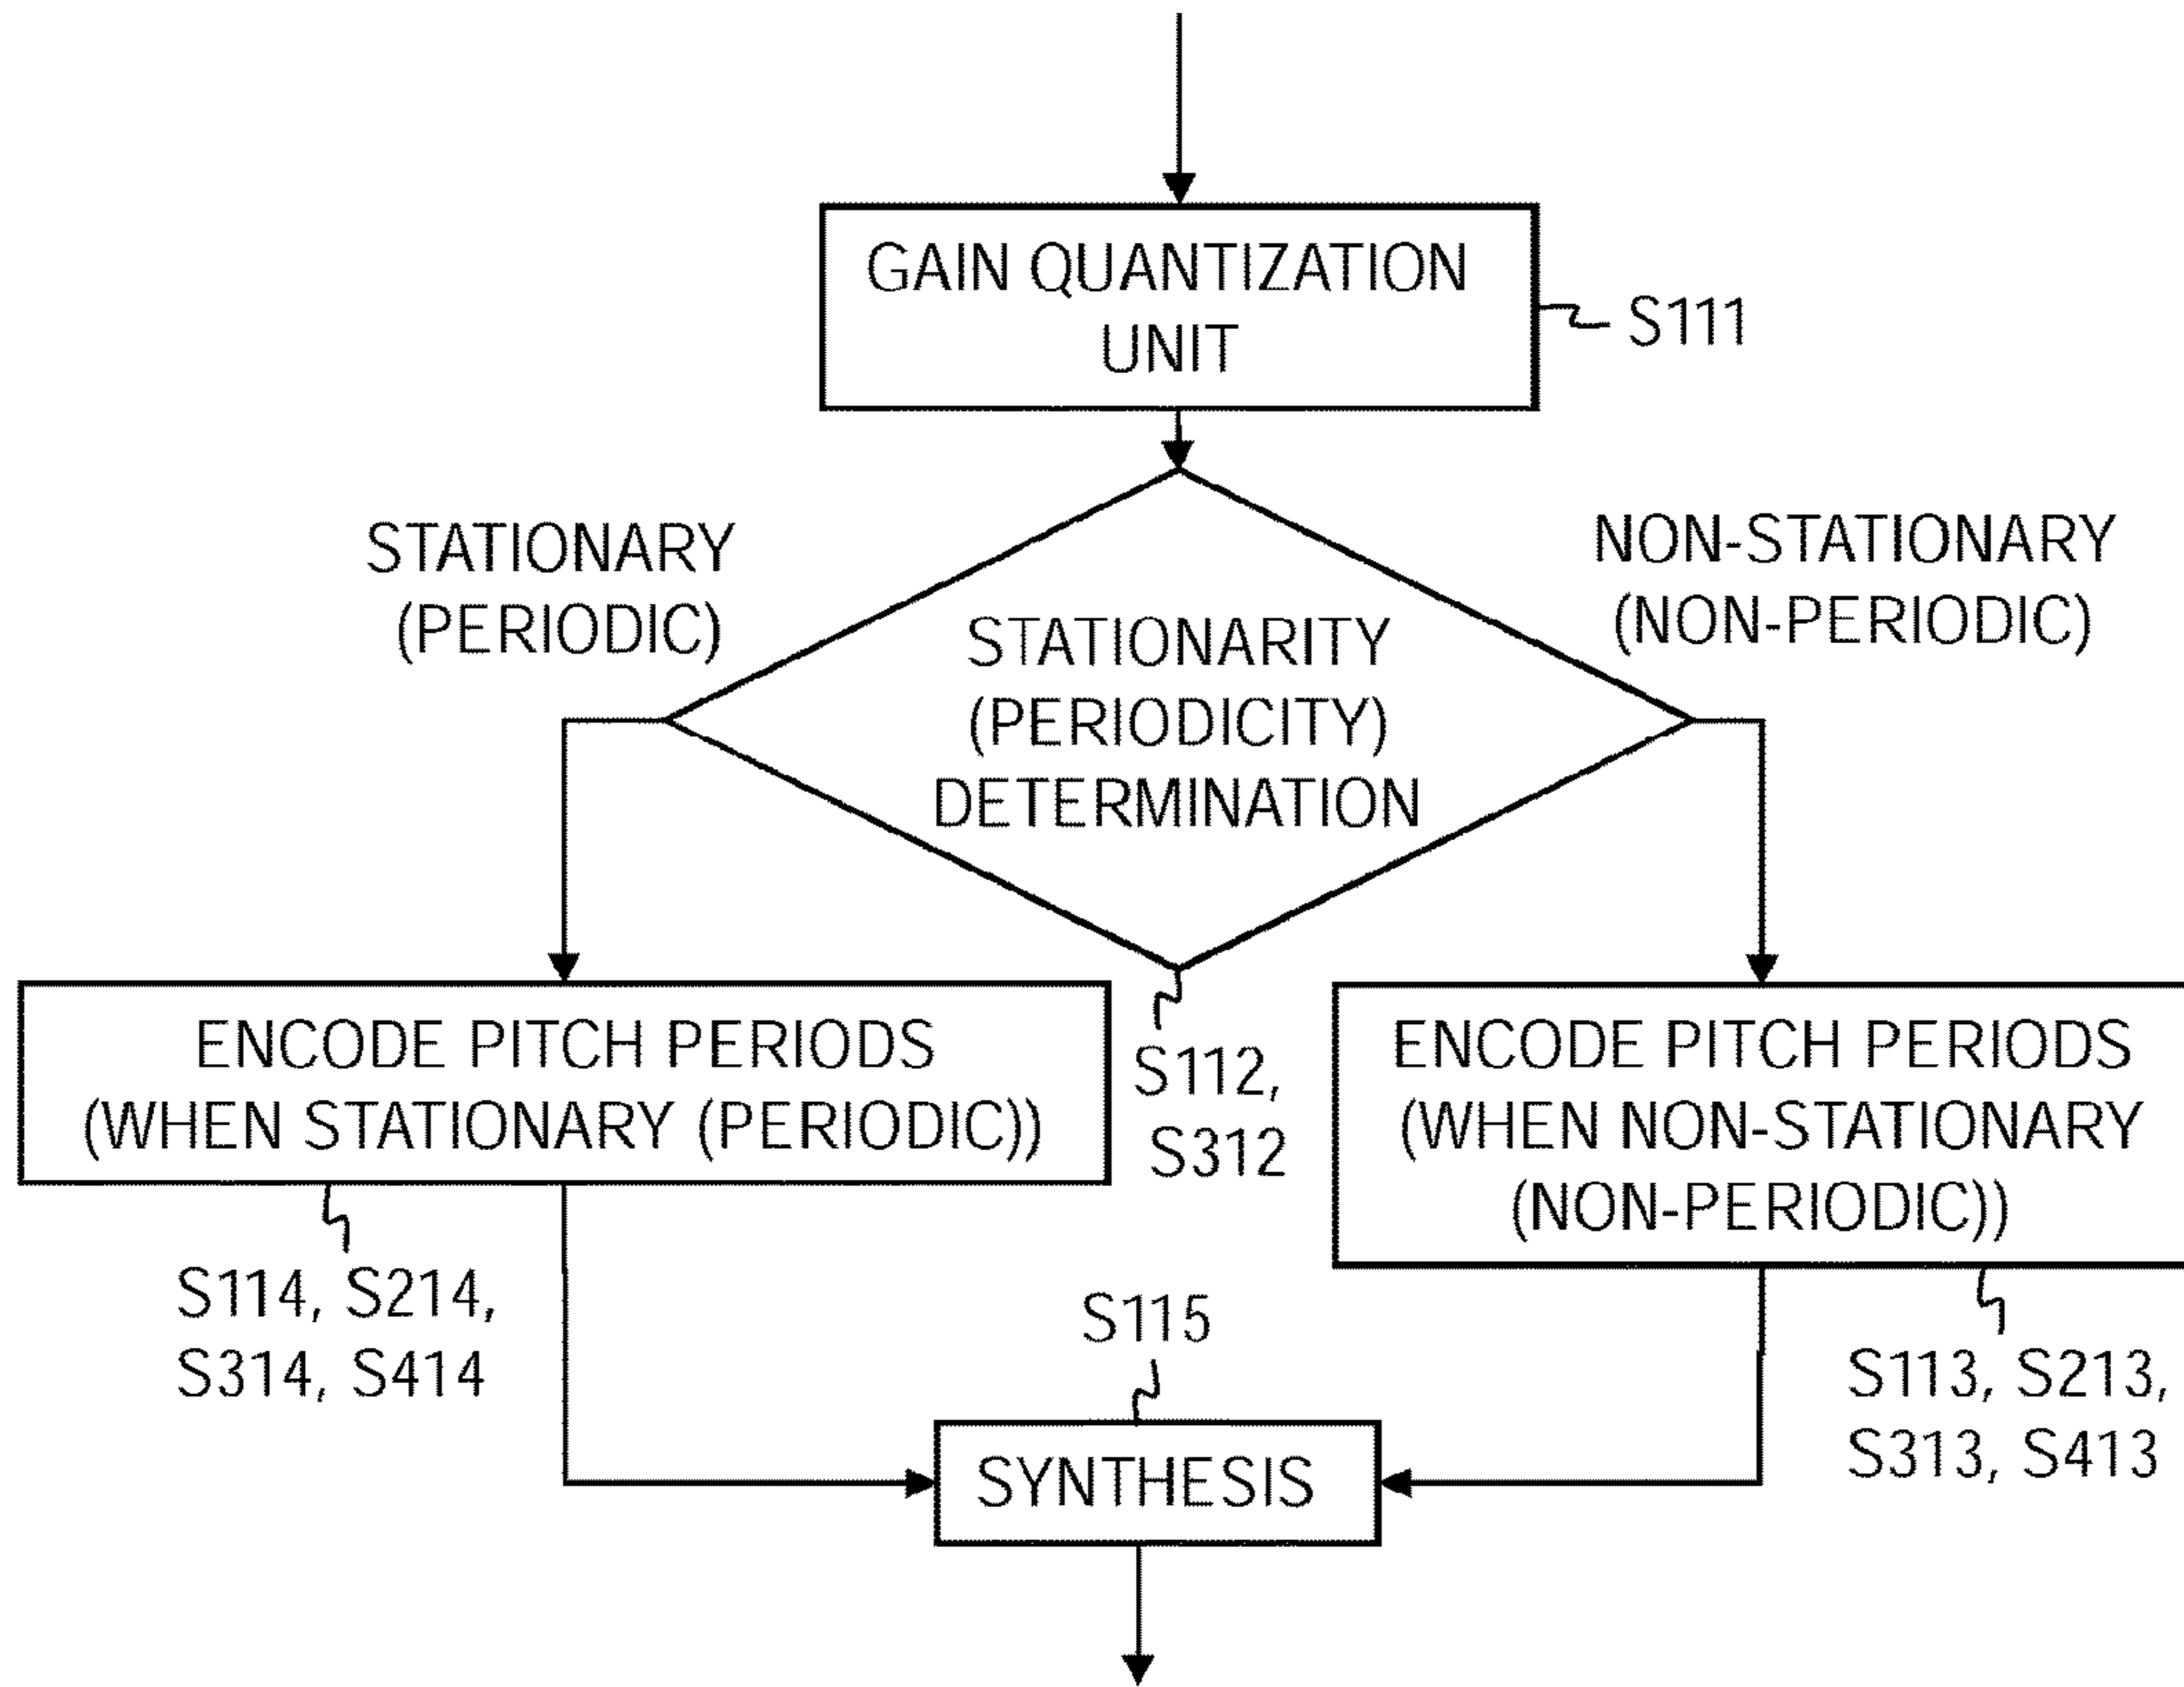 GAIN QUANTIZATION
UNIT
S111
STATIONARY
(PERIODIC)
NON-STATIONARY
(NON-PERIODIC)
STATIONARITY
(PERIODICITY)
DETERMINATION
ENCODE PITCH PERIODS
(WHEN STATIONARY (PERIODIC))
S112,
S312
ENCODE PITCH PERIODS
(WHEN NON-STATIONARY
(NON-PERIODIC))
S114, S214,
S314, S414
S115
S113, S213,
S313, S413
SYNTHESIS